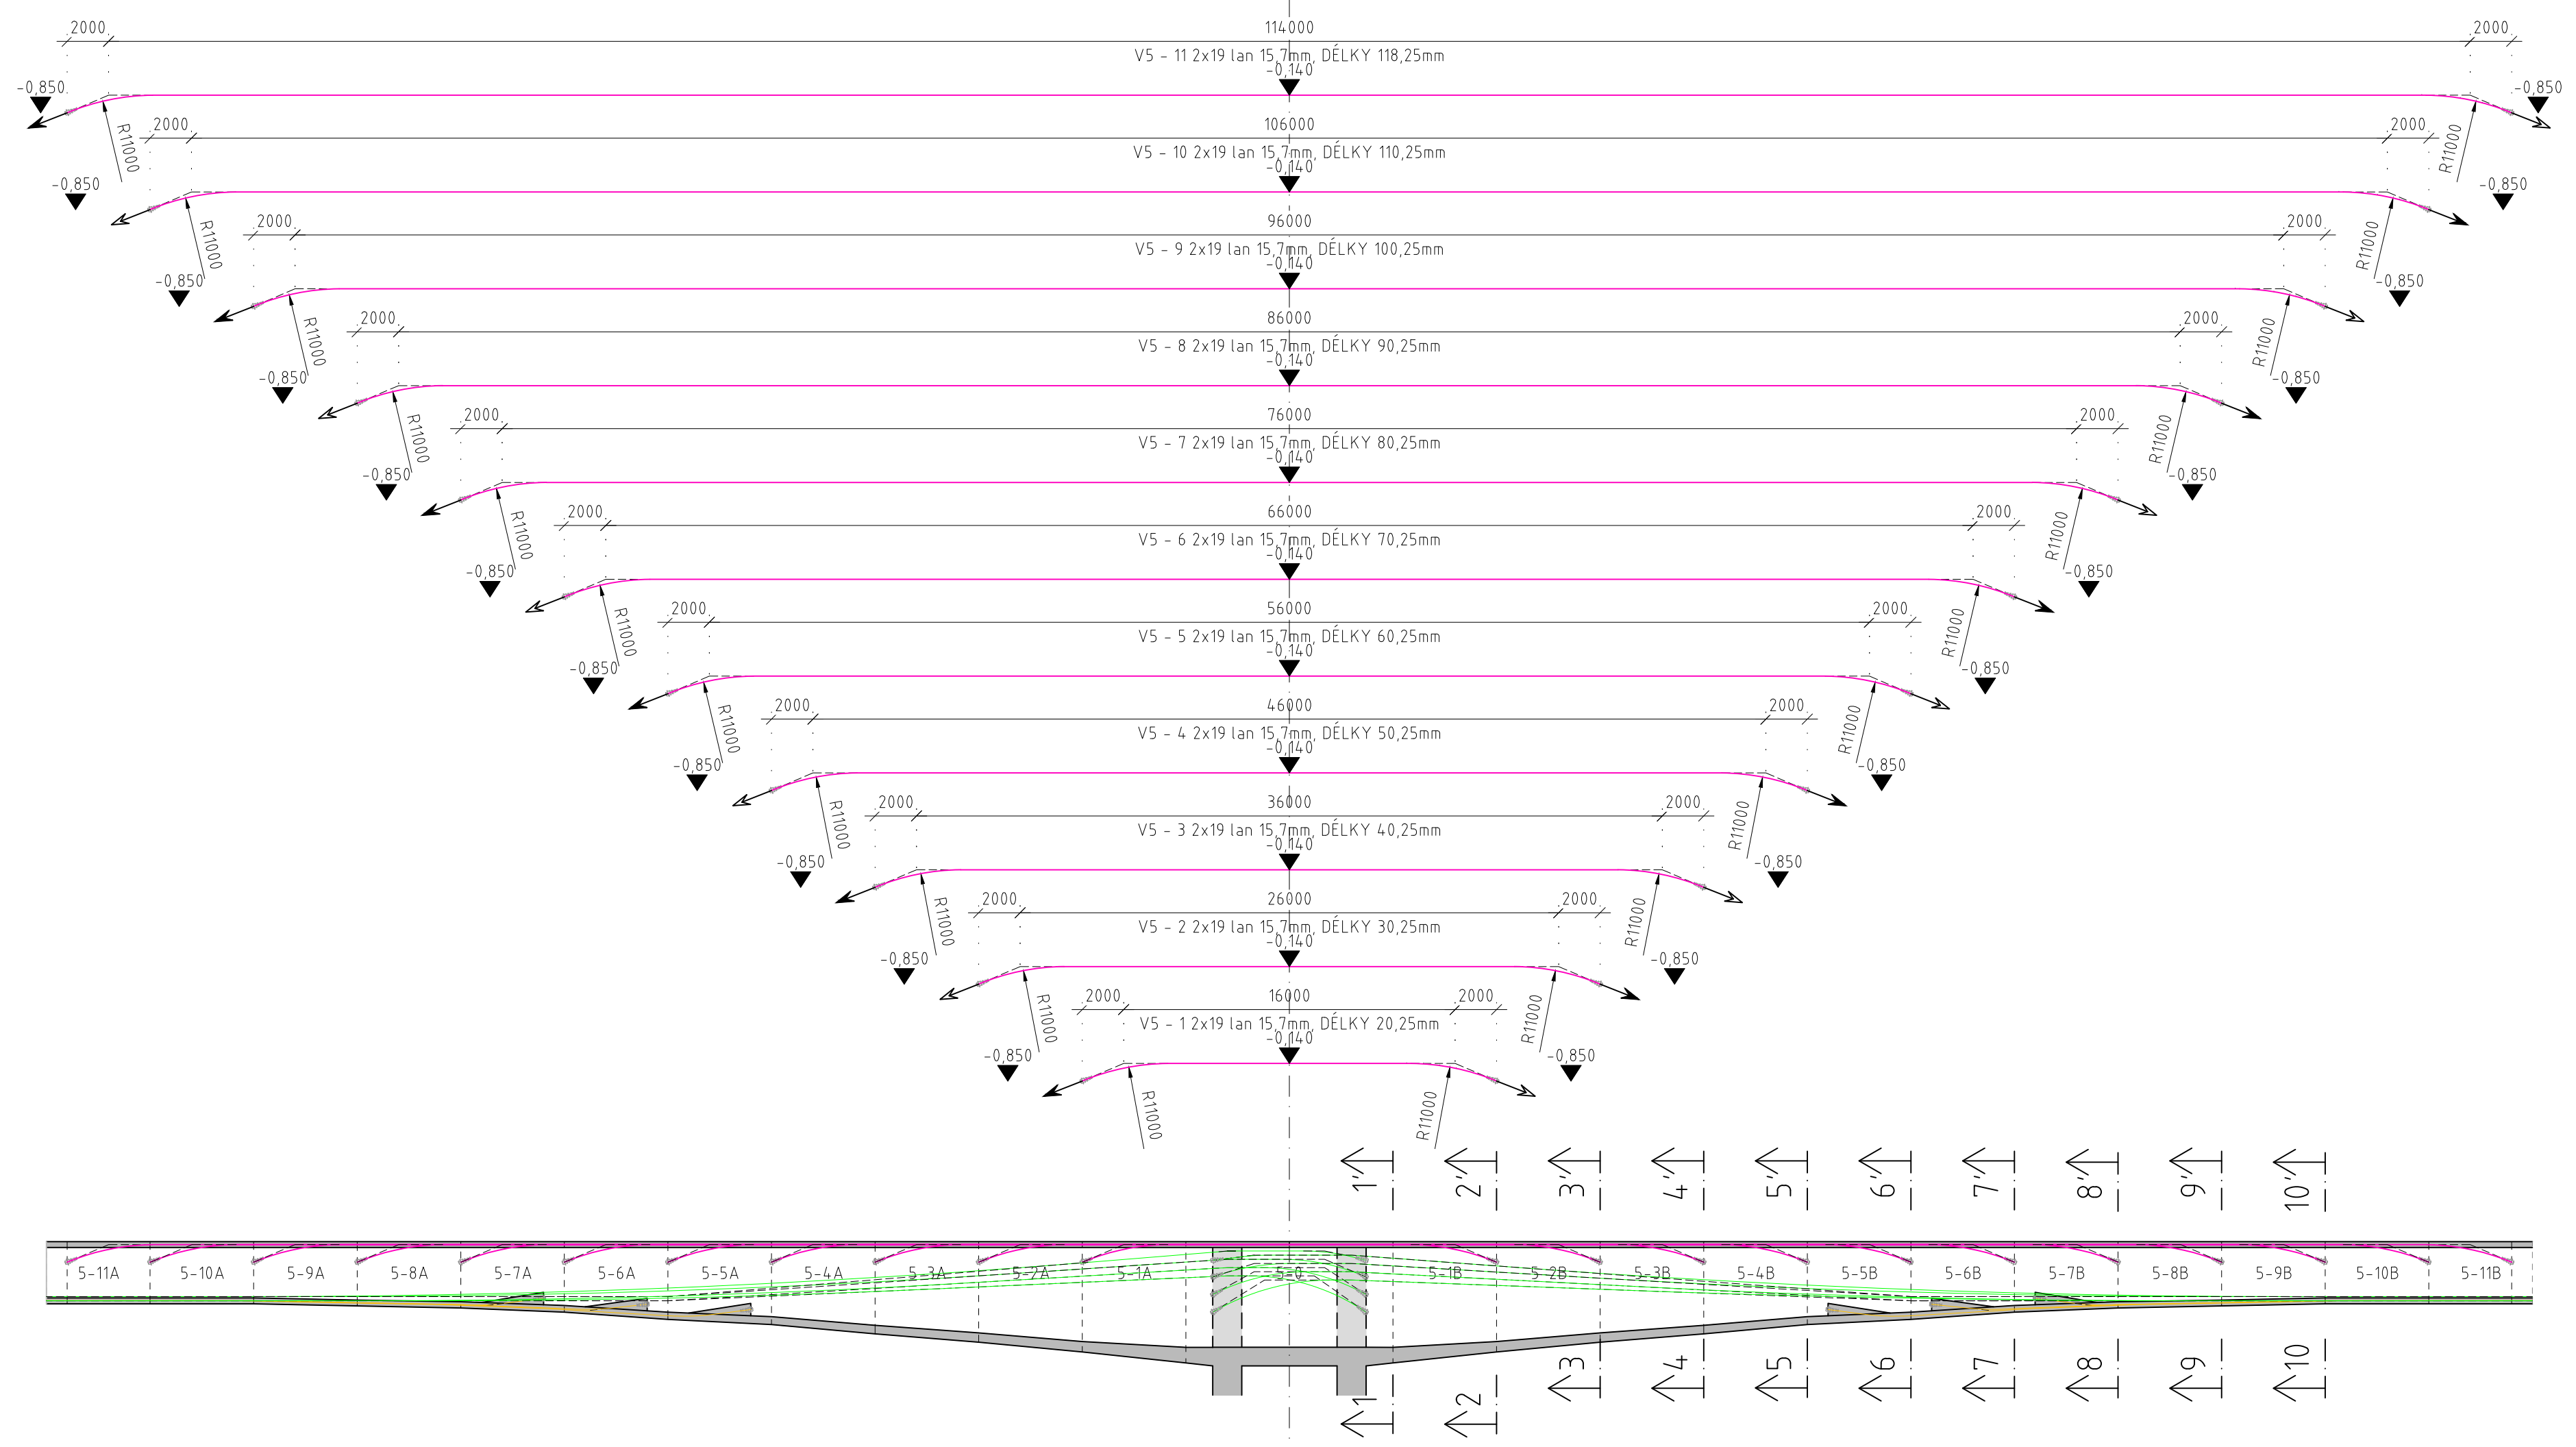 2000 114000 2000
V5 - 11 2x19 lan 15,7mm, DÉLKY 118,25mm
-0,850 -0,140 -0,850
R11000 R11000
2000 106000 2000
V5 - 10 2x19 lan 15,7mm, DÉLKY 110,25mm
-0,850 -0,140 -0,850
R11000 R11000
2000 96000 2000
V5 - 9 2x19 lan 15,7mm, DÉLKY 100,25mm
-0,850 -0,140 -0,850
R11000 R11000
2000 86000 2000
V5 - 8 2x19 lan 15,7mm, DÉLKY 90,25mm
-0,850 -0,140 -0,850
R11000 R11000
2000 76000 2000
V5 - 7 2x19 lan 15,7mm, DÉLKY 80,25mm
-0,850 -0,140 -0,850
R11000 R11000
2000 66000 2000
V5 - 6 2x19 lan 15,7mm, DÉLKY 70,25mm
-0,850 -0,140 -0,850
R11000 R11000
2000 56000 2000
V5 - 5 2x19 lan 15,7mm, DÉLKY 60,25mm
-0,850 -0,140 -0,850
R11000 R11000
2000 46000 2000
V5 - 4 2x19 lan 15,7mm, DÉLKY 50,25mm
-0,850 -0,140 -0,850
R11000 R11000
2000 36000 2000
V5 - 3 2x19 lan 15,7mm, DÉLKY 40,25mm
-0,850 -0,140 -0,850
R11000 R11000
2000 26000 2000
V5 - 2 2x19 lan 15,7mm, DÉLKY 30,25mm
-0,850 -0,140 -0,850
R11000 R11000
2000 16000 2000
V5 - 1 2x19 lan 15,7mm, DÉLKY 20,25mm
-0,850 -0,140 -0,850
R11000 R11000
1' 2' 3' 4' 5' 6' 7' 8' 9' 10'
5-11A 5-10A 5-9A 5-8A 5-7A 5-6A 5-5A 5-4A 5-3A 5-2A 5-1A 5-0 5-1B 5-2B 5-3B 5-4B 5-5B 5-6B 5-7B 5-8B 5-9B 5-10B 5-11B
1 2 3 4 5 6 7 8 9 10